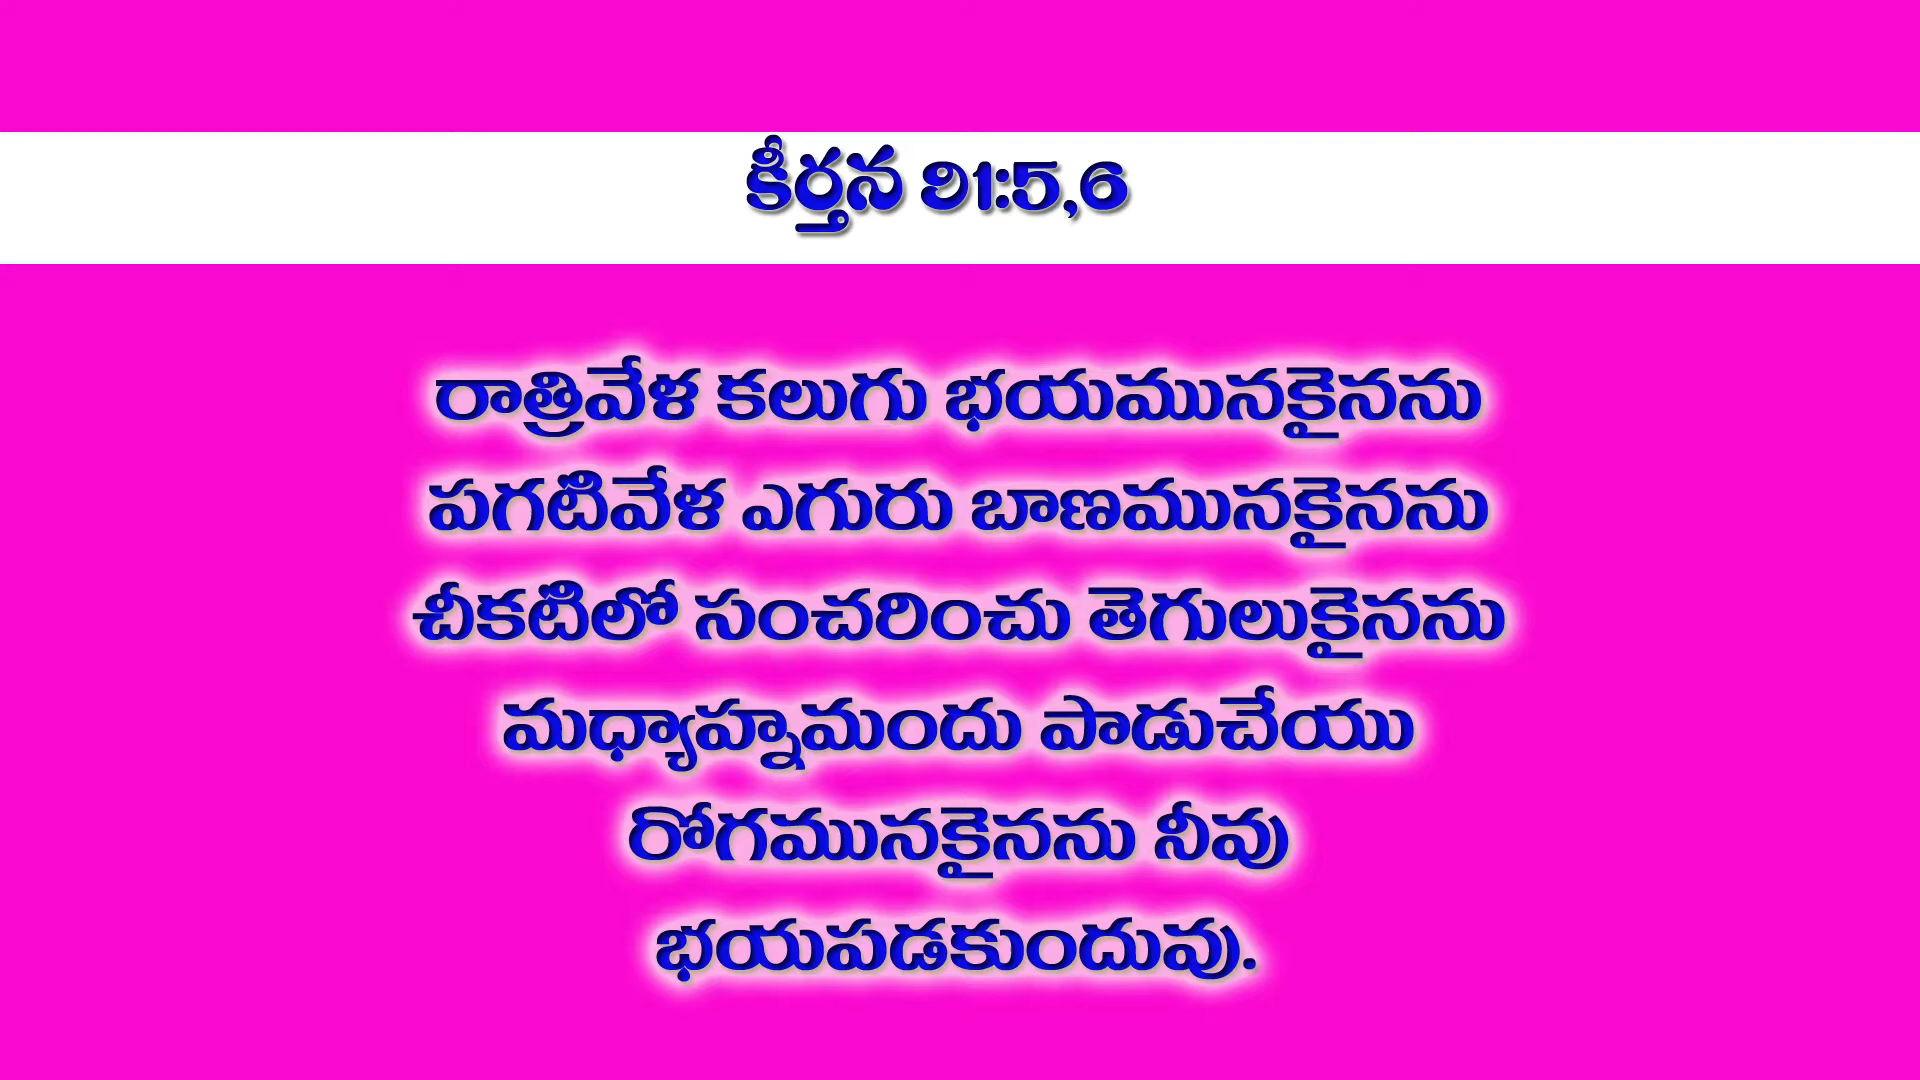 కీర్తన 91:5,6
రాత్రివేళ కలుగు భయమునకైనను
పగటివేళ ఎగురు బాణమునకైనను
చీకటిలో సంచరించు తెగులుకైనను
మధ్యాహ్నమందు పాడుచేయు
రోగమునకైనను నీవు
భయపడకుందువు.